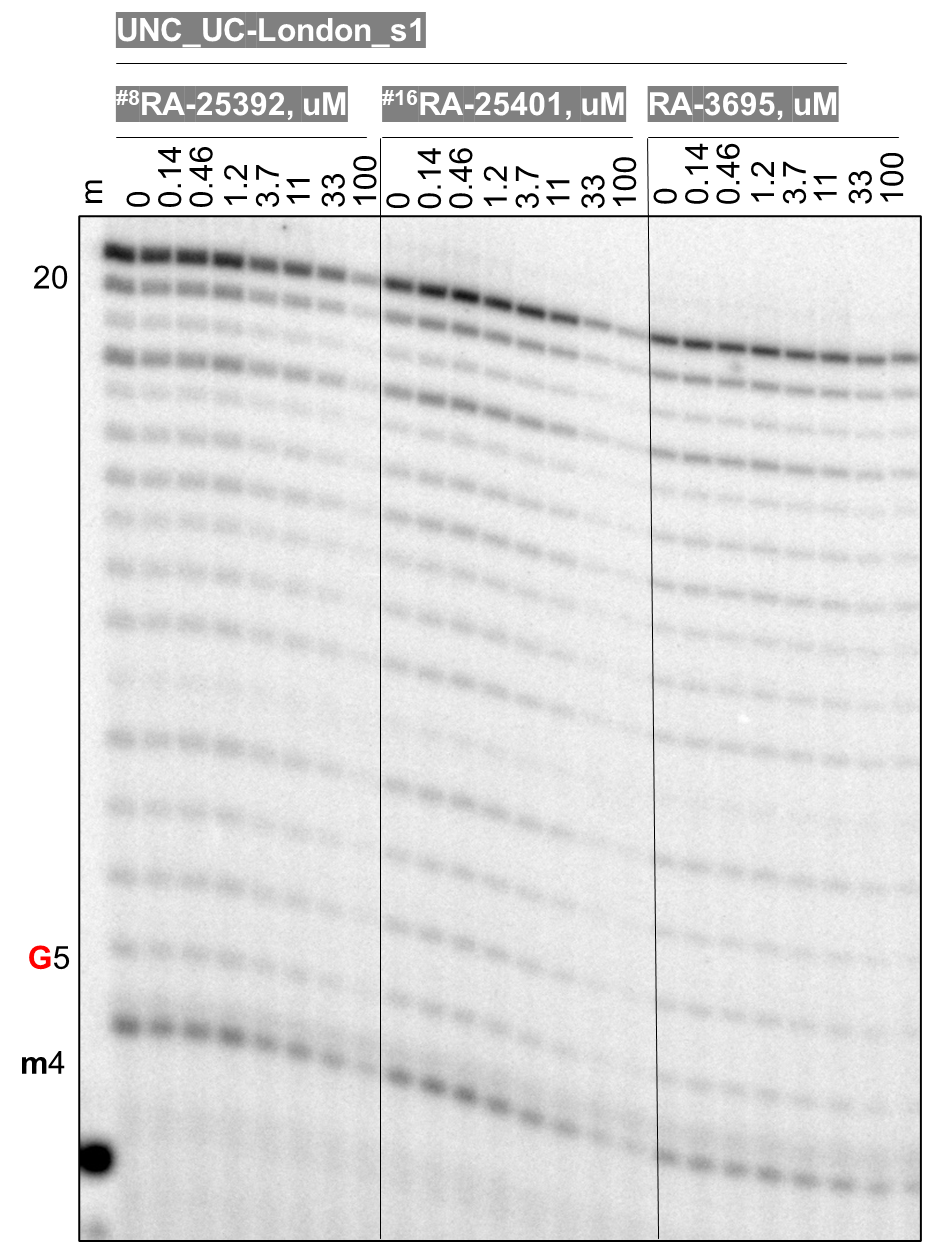 UNC_UC-London_s1
#8RA-25392, uM #16RA-25401, uM RA-3695, uM
m 0 0.14 0.46 1.2 3.7 11 33 100 0 0.14 0.46 1.2 3.7 11 33 100 0 0.14 0.46 1.2 3.7 11 33 100
20
G5
m4